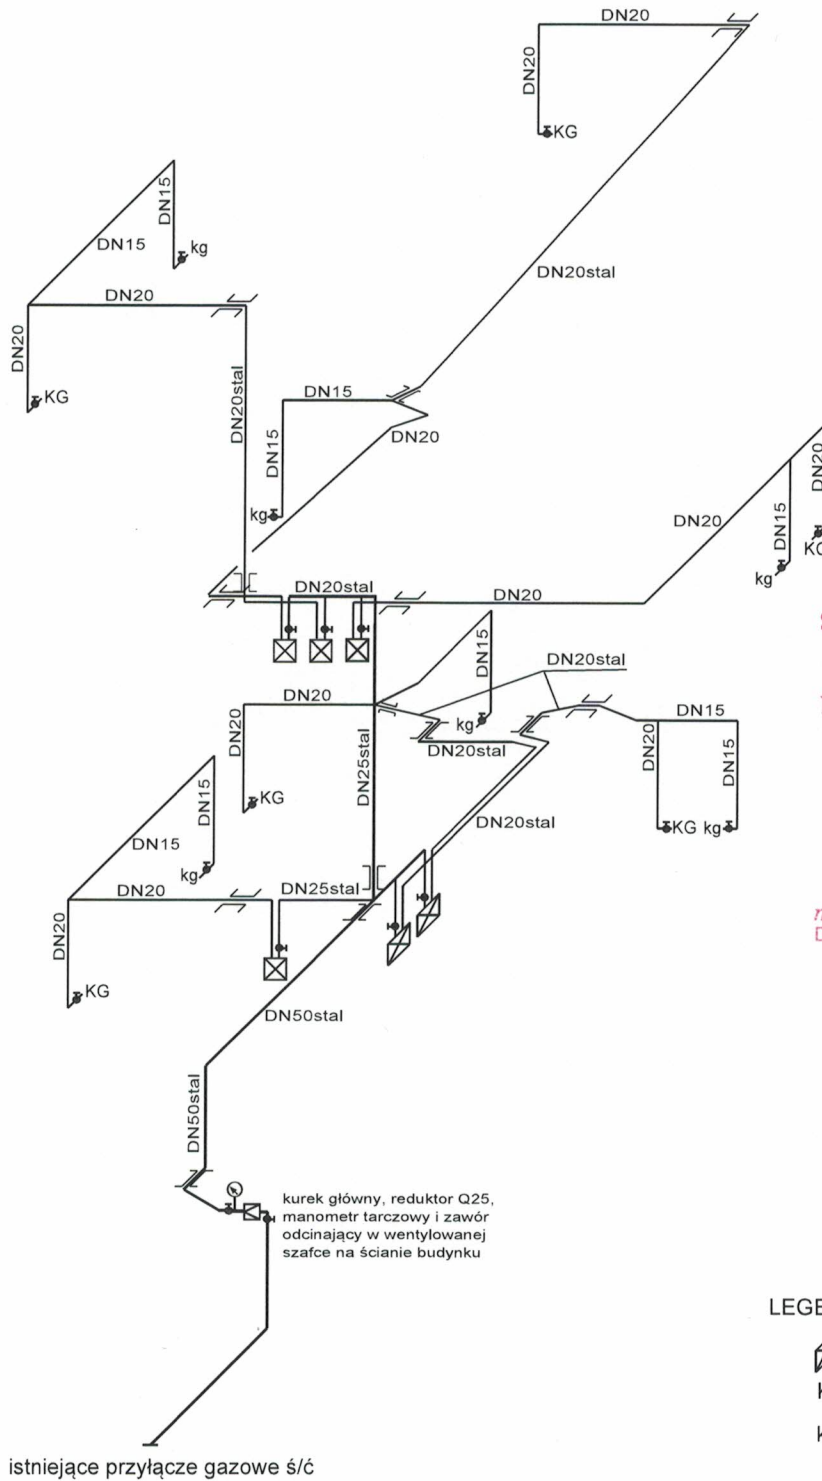 DN20
DN20
KG
DN15
DN15
kg
DN20stal
DN20
DN20
KG
DN20stal
DN15
DN20
DN15
kg
DN20
DN20
DN15
kg
DN20stal
DN20
DN15
DN20stal
DN20
kg
DN15
DN20
DN20stal
DN20
DN15
KG
DN25stal
DN20stal
DN15
DN15
KG
kg
kg
DN20
DN25stal
DN20
KG
DN50stal
DN50stal
kurek główny, reduktor Q25,
manometr tarczowy i zawór
odcinający w wentylowanej
szafce na ścianie budynku
istniejące przyłącze gazowe ś/ć